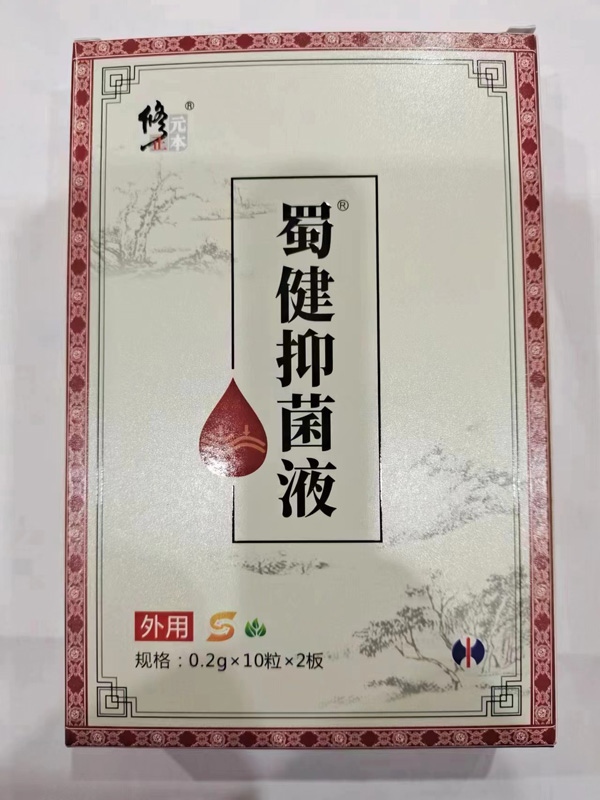 修正
元本
®
蜀健抑菌液®
外用
规格：0.2g×10粒×2板